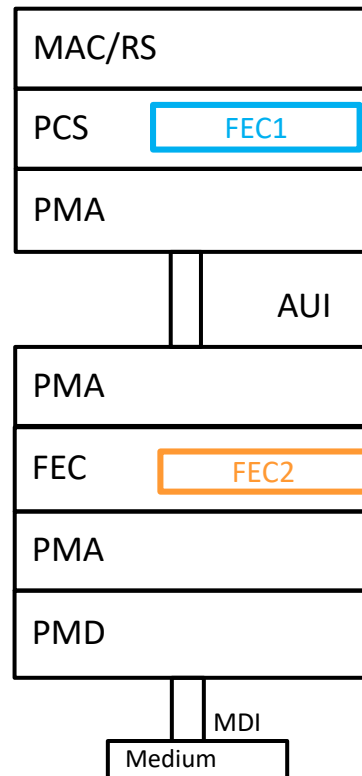 MAC/RS
PCS FEC1
PMA
AUI
PMA
FEC FEC2
PMA
PMD
MDI
Medium